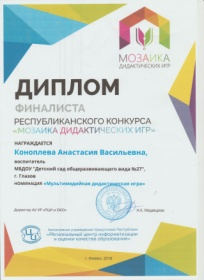 МОЗАИКА
ДИДАКТИЧЕСКИХ ИГР
ДИПЛОМ
ФИНАЛИСТА
РЕСПУБЛИКАНСКОГО КОНКУРСА
«МОЗАИКА ДИДАКТИЧЕСКИХ ИГР»
НАГРАЖДАЕТСЯ
Коноплева Анастасия Васильевна,
воспитатель
МБДОУ "Детский сад общеразвивающего вида №27",
г. Глазов
номинация «Мультимедийная дидактическая игра»
Директор АУ УР «РЦИ и ОКО»
А.К. Медведева
Автономное учреждение Удмуртской Республики
«Региональный центр информатизации
и оценки качества образования»
г. Ижевск, 2018